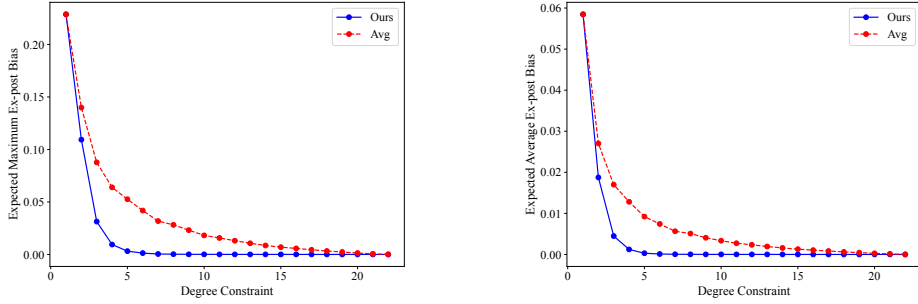 Expected Maximum Ex-post Bias
0.20
0.15
0.10
0.05
0.00
0 5 10 15 20
Degree Constraint
Ours
Avg
Expected Average Ex-post Bias
0.06
0.05
0.04
0.03
0.02
0.01
0.00
0 5 10 15 20
Degree Constraint
Ours
Avg